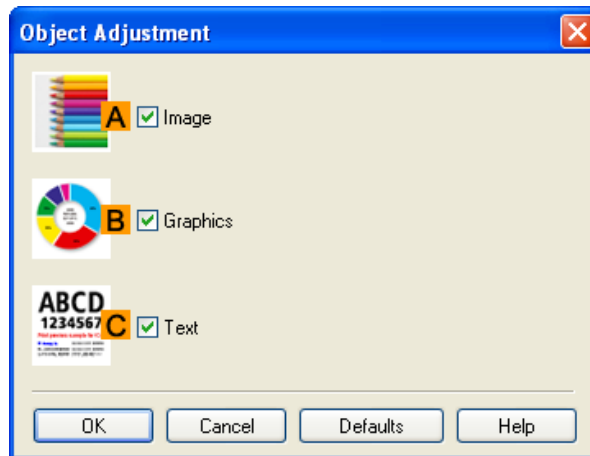 Object Adjustment
A Image
B Graphics
ABCD
1234567
C Text
OK Cancel Defaults Help